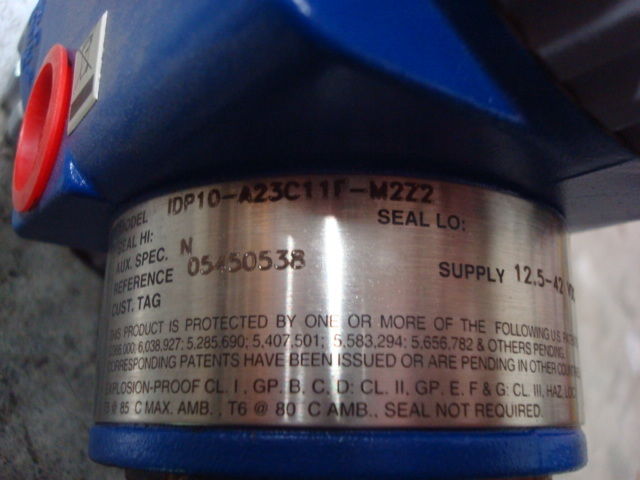 MODEL IDP10-A23C11F-M2Z2
SEAL HI: SEAL LO:
AUX. SPEC. N
REFERENCE 05450538 SUPPLY 12.5-42
CUST. TAG
THIS PRODUCT IS PROTECTED BY ONE OR MORE OF THE FOLLOWING U.S.
6,038,927; 5,285,690; 5,407,501; 5,583,294; 5,656,782 & OTHERS PENDING.
CORRESPONDING PATENTS HAVE BEEN ISSUED OR ARE PENDING IN OTHER
EXPLOSION-PROOF CL. I, GP. B, C, D: CL. II, GP. E, F & G: CL. III, HAZ.
@ 85 C MAX. AMB., T6 @ 80 C AMB., SEAL NOT REQUIRED.